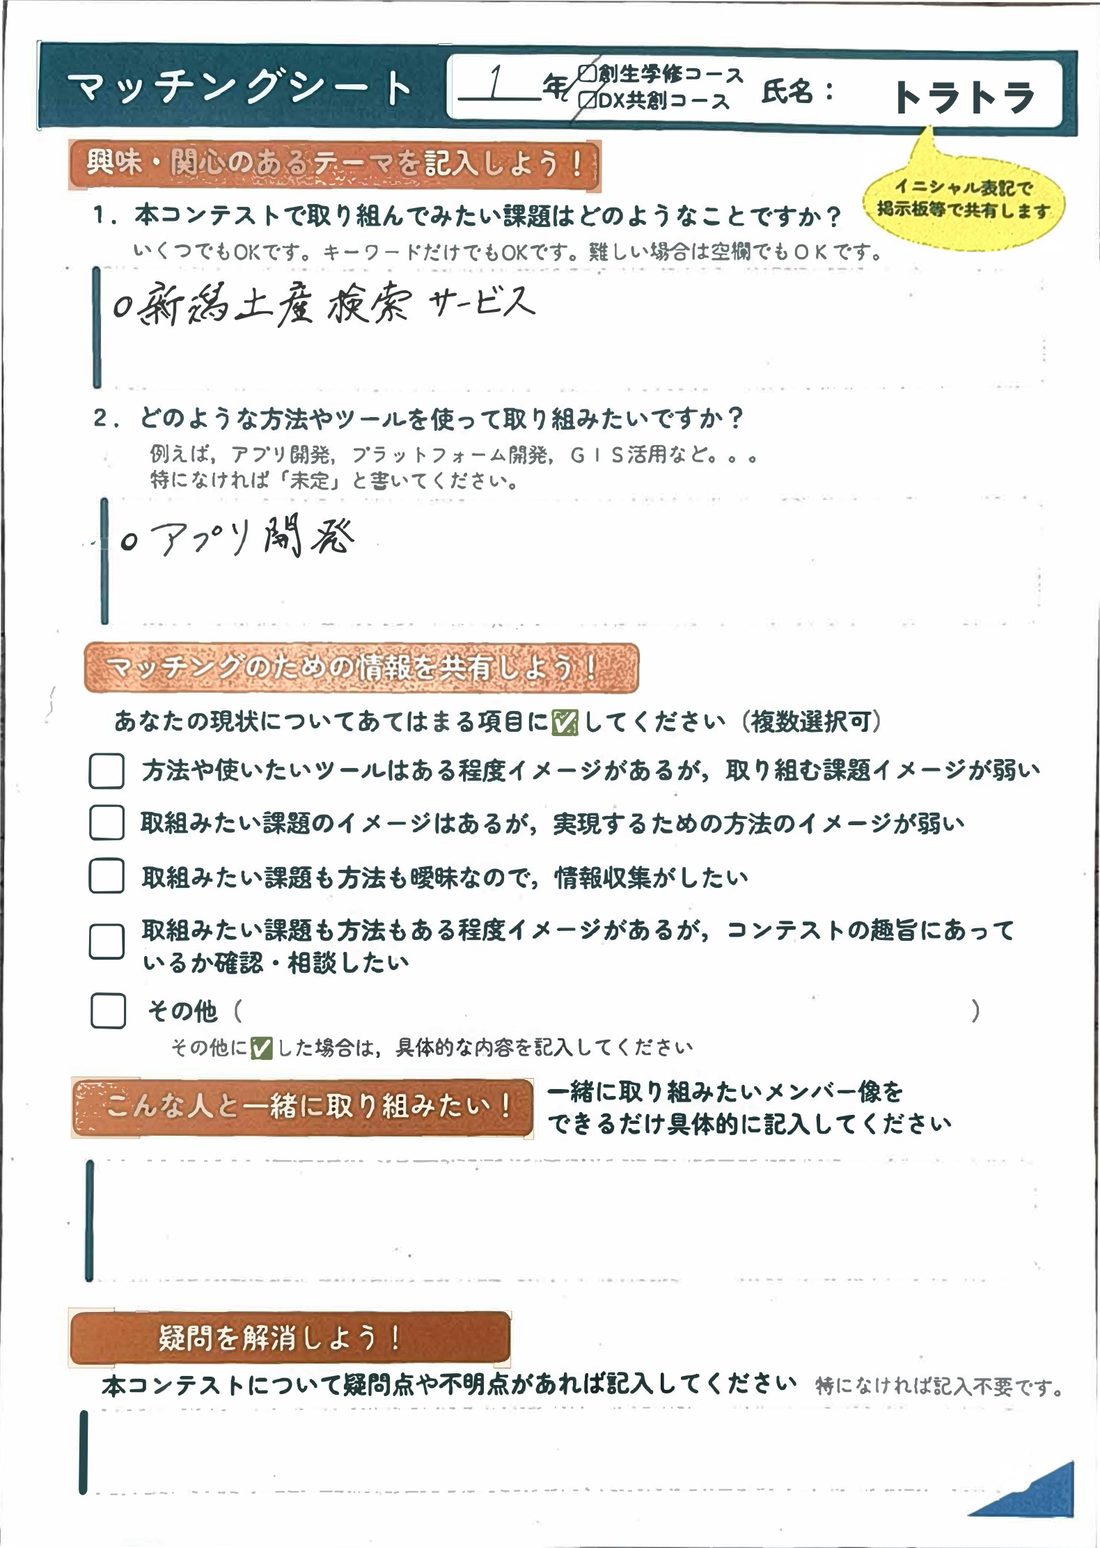 マッチングシート
1 年 □創生学修コース
□DX共創コース
氏名： トラトラ
イニシャル表記で
掲示板等で共有します
興味・関心のあるテーマを記入しよう！
1．本コンテストで取り組んでみたい課題はどのようなことですか？
いくつでもOKです。キーワードだけでもOKです。難しい場合は空欄でもＯＫです。
○新潟土産検索サービス
2．どのような方法やツールを使って取り組みたいですか？
例えば，アプリ開発，プラットフォーム開発，ＧＩＳ活用など。。。
特になければ「未定」と書いてください。
○アプリ開発
マッチングのための情報を共有しよう！
あなたの現状についてあてはまる項目に✅してください（複数選択可）
□ 方法や使いたいツールはある程度イメージがあるが，取り組む課題イメージが弱い
□ 取組みたい課題のイメージはあるが，実現するための方法のイメージが弱い
□ 取組みたい課題も方法も曖昧なので，情報収集がしたい
□ 取組みたい課題も方法もある程度イメージがあるが，コンテストの趣旨にあって
いるか確認・相談したい
□ その他（ ）
その他に✅した場合は，具体的な内容を記入してください
こんな人と一緒に取り組みたい！
一緒に取り組みたいメンバー像を
できるだけ具体的に記入してください
疑問を解消しよう！
本コンテストについて疑問点や不明点があれば記入してください 特になければ記入不要です。